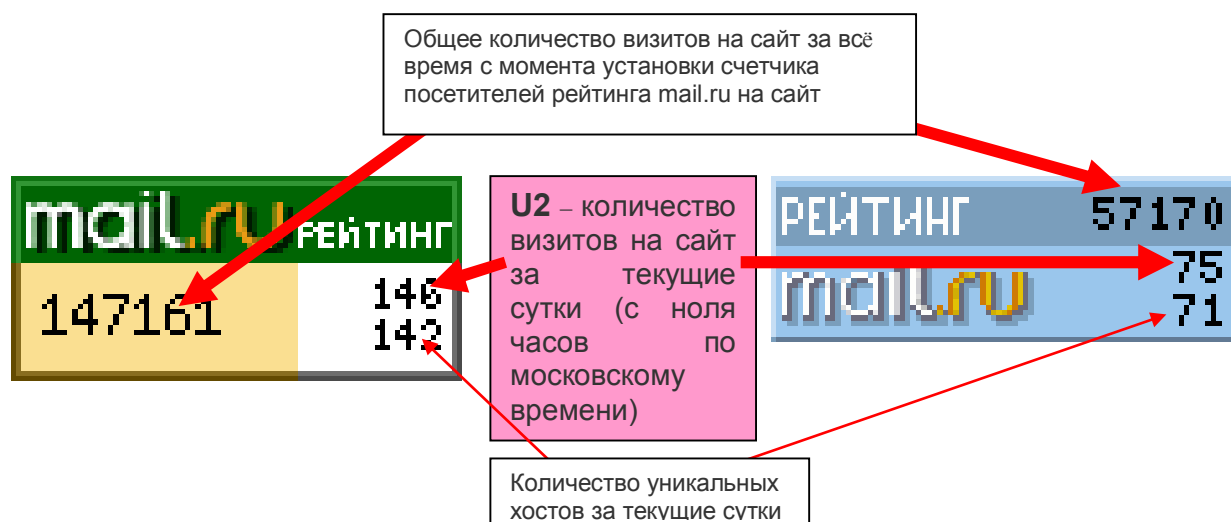 Общее количество визитов на сайт за всё
время с момента установки счетчика
посетителей рейтинга mail.ru на сайт
mail.ru РЕЙТИНГ
147161
146
142
U2 – количество
визитов на сайт
за текущие
сутки (с ноля
часов по
московскому
времени)
РЕЙТИНГ 57170
mail.ru
75
71
Количество уникальных
хостов за текущие сутки